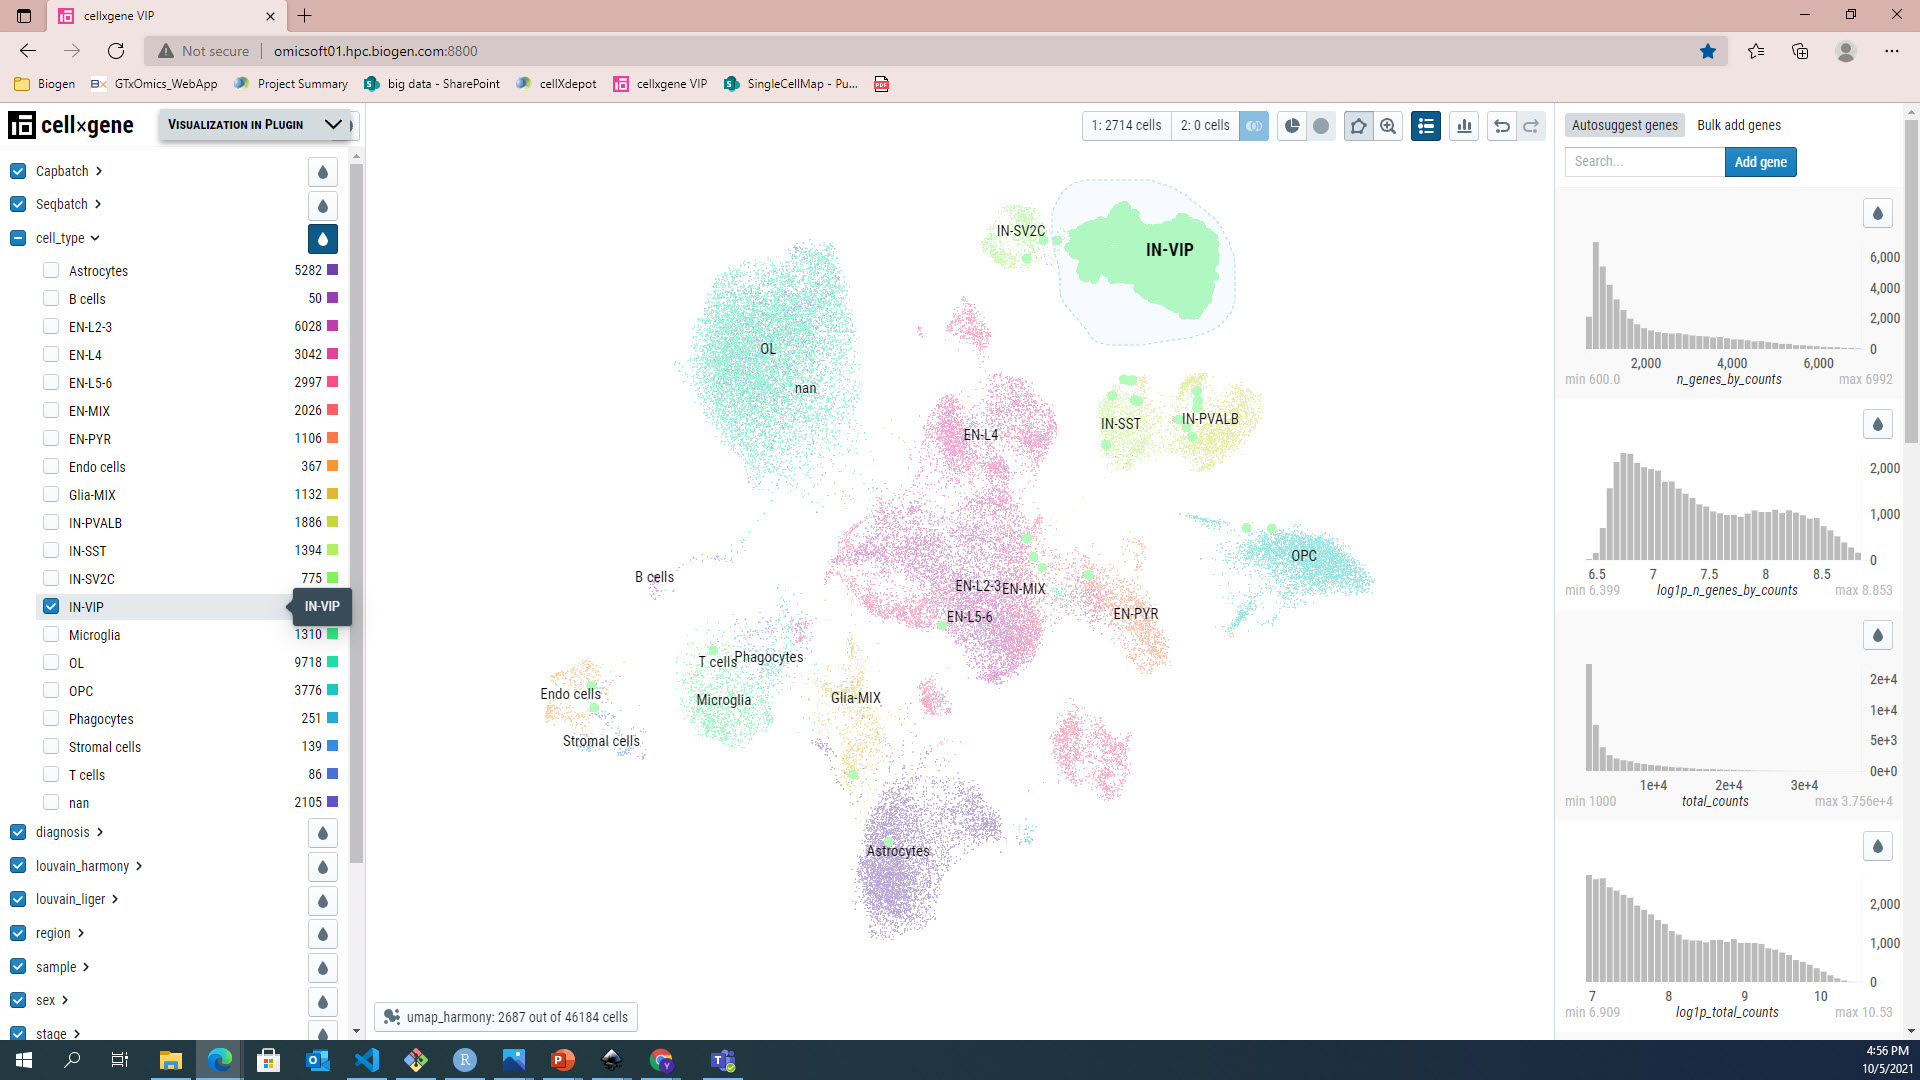 cellxgene VIP
Not secure
omicsoft01.hpc.biogen.com:8800
Biogen
GTxOmics_WebApp
Project Summary
big data - SharePoint
cellXdepot
cellxgene VIP
SingleCellMap - Pu...
cell×gene
VISUALIZATION IN PLUGIN
1: 2714 cells
2: 0 cells
Autosuggest genes
Bulk add genes
Search...
Add gene
Capbatch
Seqbatch
cell_type
Astrocytes 5282
B cells 50
EN-L2-3 6028
EN-L4 3042
EN-L5-6 2997
EN-MIX 2026
EN-PYR 1106
Endo cells 367
Glia-MIX 1132
IN-PVALB 1886
IN-SST 1394
IN-SV2C 775
IN-VIP
IN-VIP
Microglia 1310
OL 9718
OPC 3776
Phagocytes 251
Stromal cells 139
T cells 86
nan 2105
diagnosis
louvain_harmony
louvain_liger
region
sample
sex
stage
IN-SV2C
IN-VIP
OL
nan
EN-L4
IN-SST
IN-PVALB
OPC
B cells
EN-L2-3
EN-MIX
EN-L5-6
EN-PYR
T cells
Phagocytes
Endo cells
Microglia
Glia-MIX
Stromal cells
Astrocytes
umap_harmony: 2687 out of 46184 cells
6,000
4,000
2,000
0
2,000 4,000 6,000
min 600.0 n_genes_by_counts max 6992
2,000
1,000
0
6.5 7 7.5 8 8.5
min 6.399 log1p_n_genes_by_counts max 8.853
2e+4
1e+4
5e+3
0e+0
1e+4 2e+4 3e+4
min 1000 total_counts max 3.756e+4
2,000
1,000
0
7 8 9 10
min 6.909 log1p_total_counts max 10.53
4:56 PM
10/5/2021